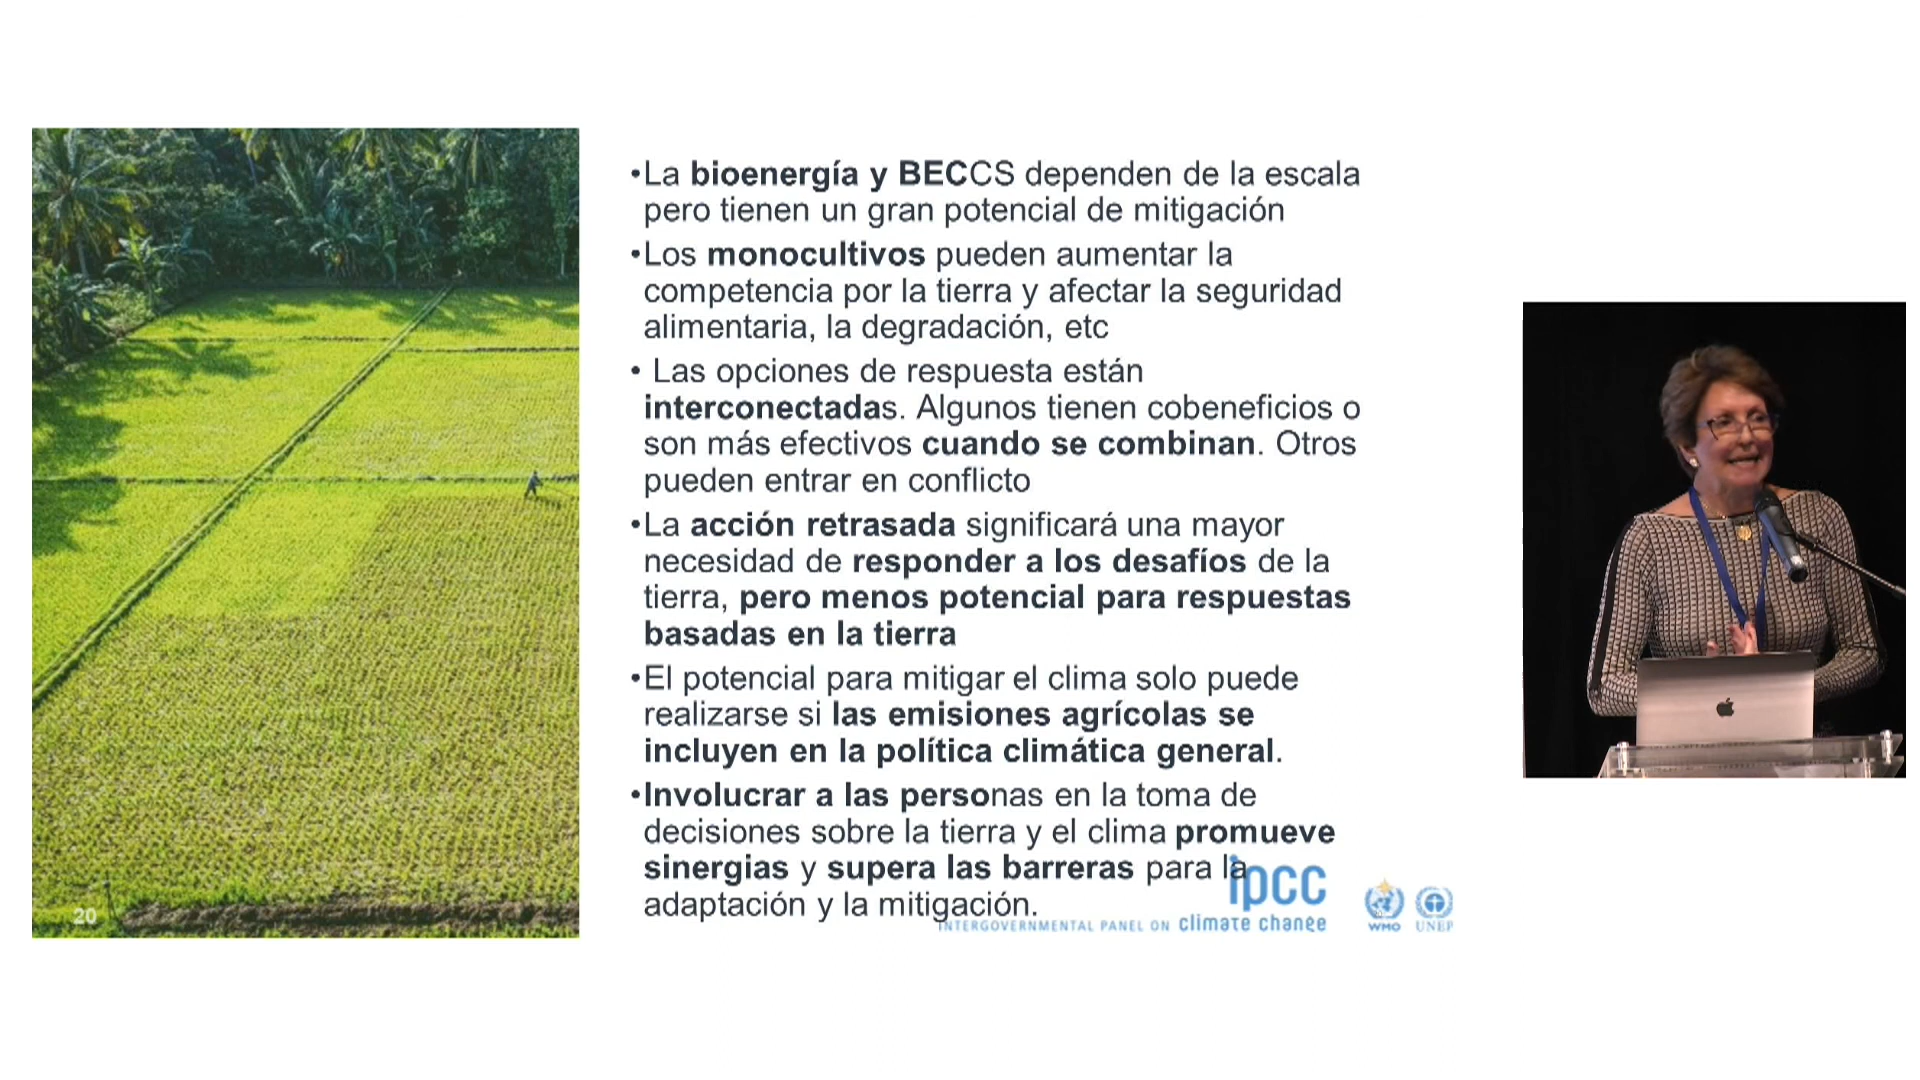 •La bioenergía y BECCS dependen de la escala
pero tienen un gran potencial de mitigación
•Los monocultivos pueden aumentar la
competencia por la tierra y afectar la seguridad
alimentaria, la degradación, etc
• Las opciones de respuesta están
interconectadas. Algunos tienen cobeneficios o
son más efectivos cuando se combinan. Otros
pueden entrar en conflicto
•La acción retrasada significará una mayor
necesidad de responder a los desafíos de la
tierra, pero menos potencial para respuestas
basadas en la tierra
•El potencial para mitigar el clima solo puede
realizarse si las emisiones agrícolas se
incluyen en la política climática general.
•Involucrar a las personas en la toma de
decisiones sobre la tierra y el clima promueve
sinergias y supera las barreras para la
adaptación y la mitigación.
20
ipcc
INTERGOVERNMENTAL PANEL ON climate change
WMO
UNEP